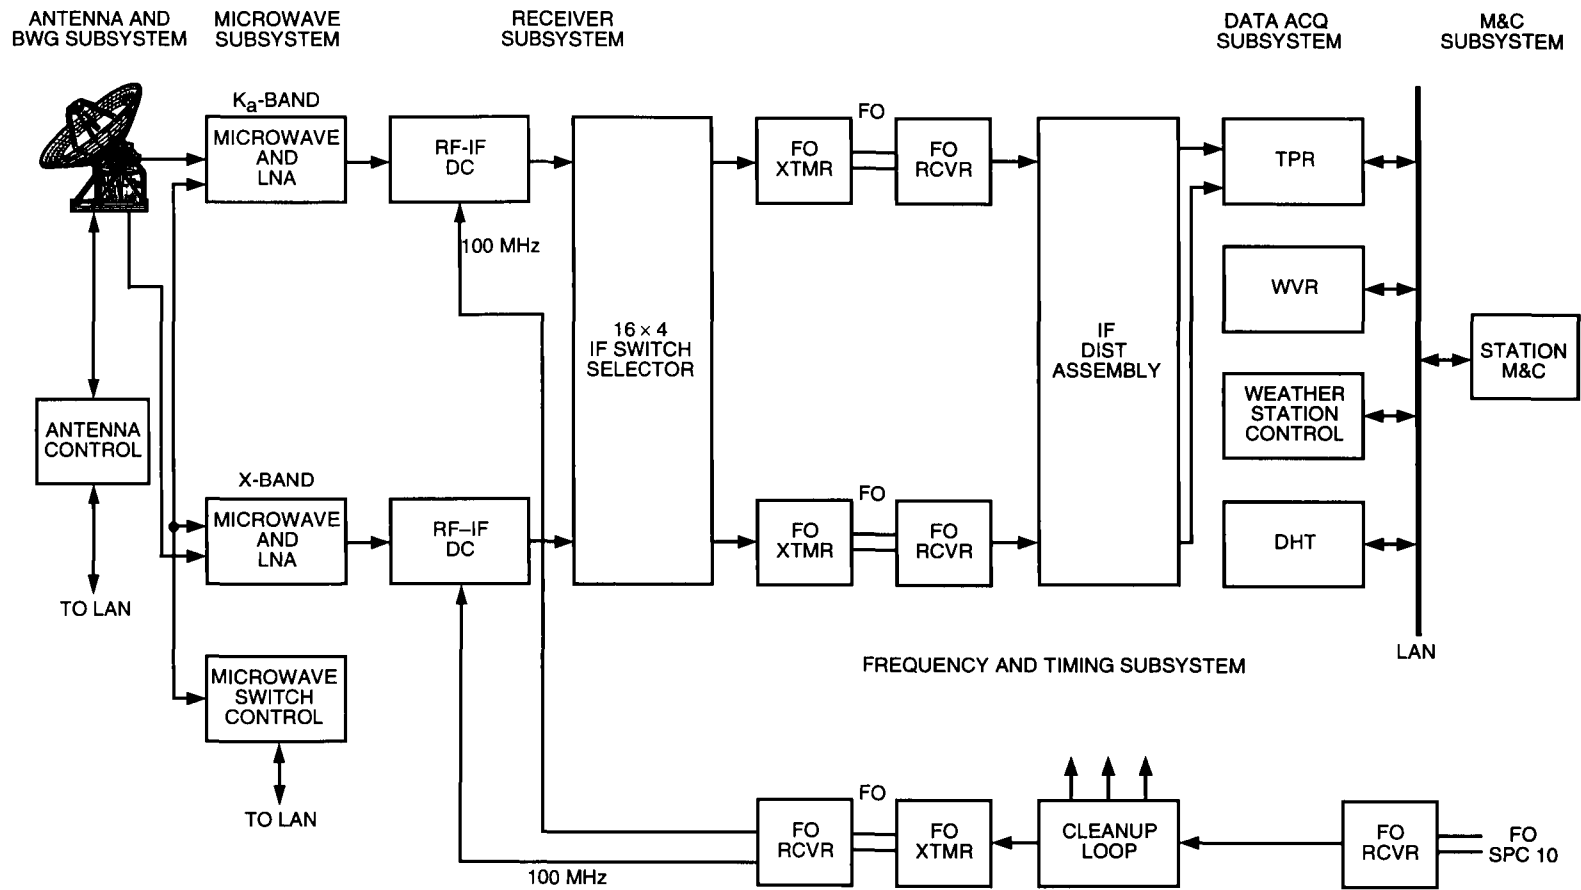 ANTENNA AND
BWG SUBSYSTEM
MICROWAVE
SUBSYSTEM
RECEIVER
SUBSYSTEM
DATA ACQ
SUBSYSTEM
M&C
SUBSYSTEM
Ka-BAND
MICROWAVE
AND
LNA
RF-IF
DC
100 MHz
16 × 4
IF SWITCH
SELECTOR
FO
XTMR
FO
FO
RCVR
IF
DIST
ASSEMBLY
TPR
WVR
WEATHER
STATION
CONTROL
DHT
STATION
M&C
LAN
ANTENNA
CONTROL
TO LAN
X-BAND
MICROWAVE
AND
LNA
RF–IF
DC
FO
XTMR
FO
FO
RCVR
MICROWAVE
SWITCH
CONTROL
TO LAN
FREQUENCY AND TIMING SUBSYSTEM
100 MHz
FO
RCVR
FO
FO
XTMR
CLEANUP
LOOP
FO
RCVR
FO
SPC 10